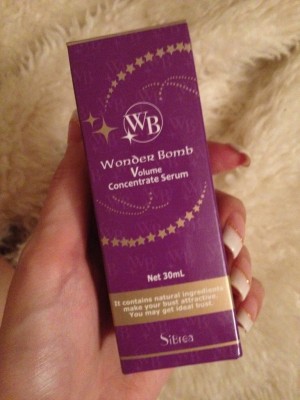 WB
Wonder Bomb
Volume
Concentrate Serum
Net 30mL
It contains natural ingredients
make your bust attractive.
You may get ideal bust.